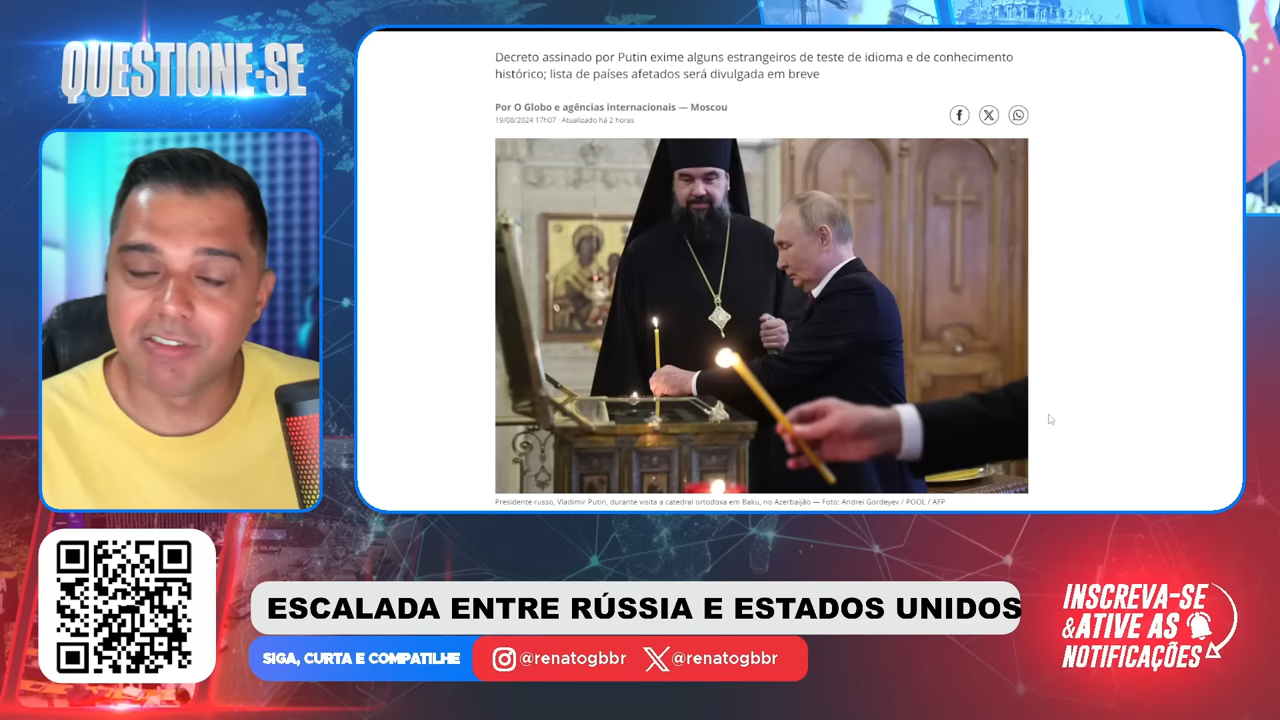 QUESTIONE-SE
Decreto assinado por Putin exime alguns estrangeiros de teste de idioma e de conhecimento
histórico; lista de países afetados será divulgada em breve
Por O Globo e agências internacionais — Moscou
19/08/2024 17h07 · Atualizado há 2 horas
Presidente russo, Vladimir Putin, durante visita a catedral ortodoxa em Baku, no Azerbaijão — Foto: Andrei Gordeyev / POOL / AFP
ESCALADA ENTRE RÚSSIA E ESTADOS UNIDOS
SIGA, CURTA E COMPATILHE
@renatogbbr
@renatogbbr
INSCREVA-SE
&ATIVE AS
NOTIFICAÇÕES